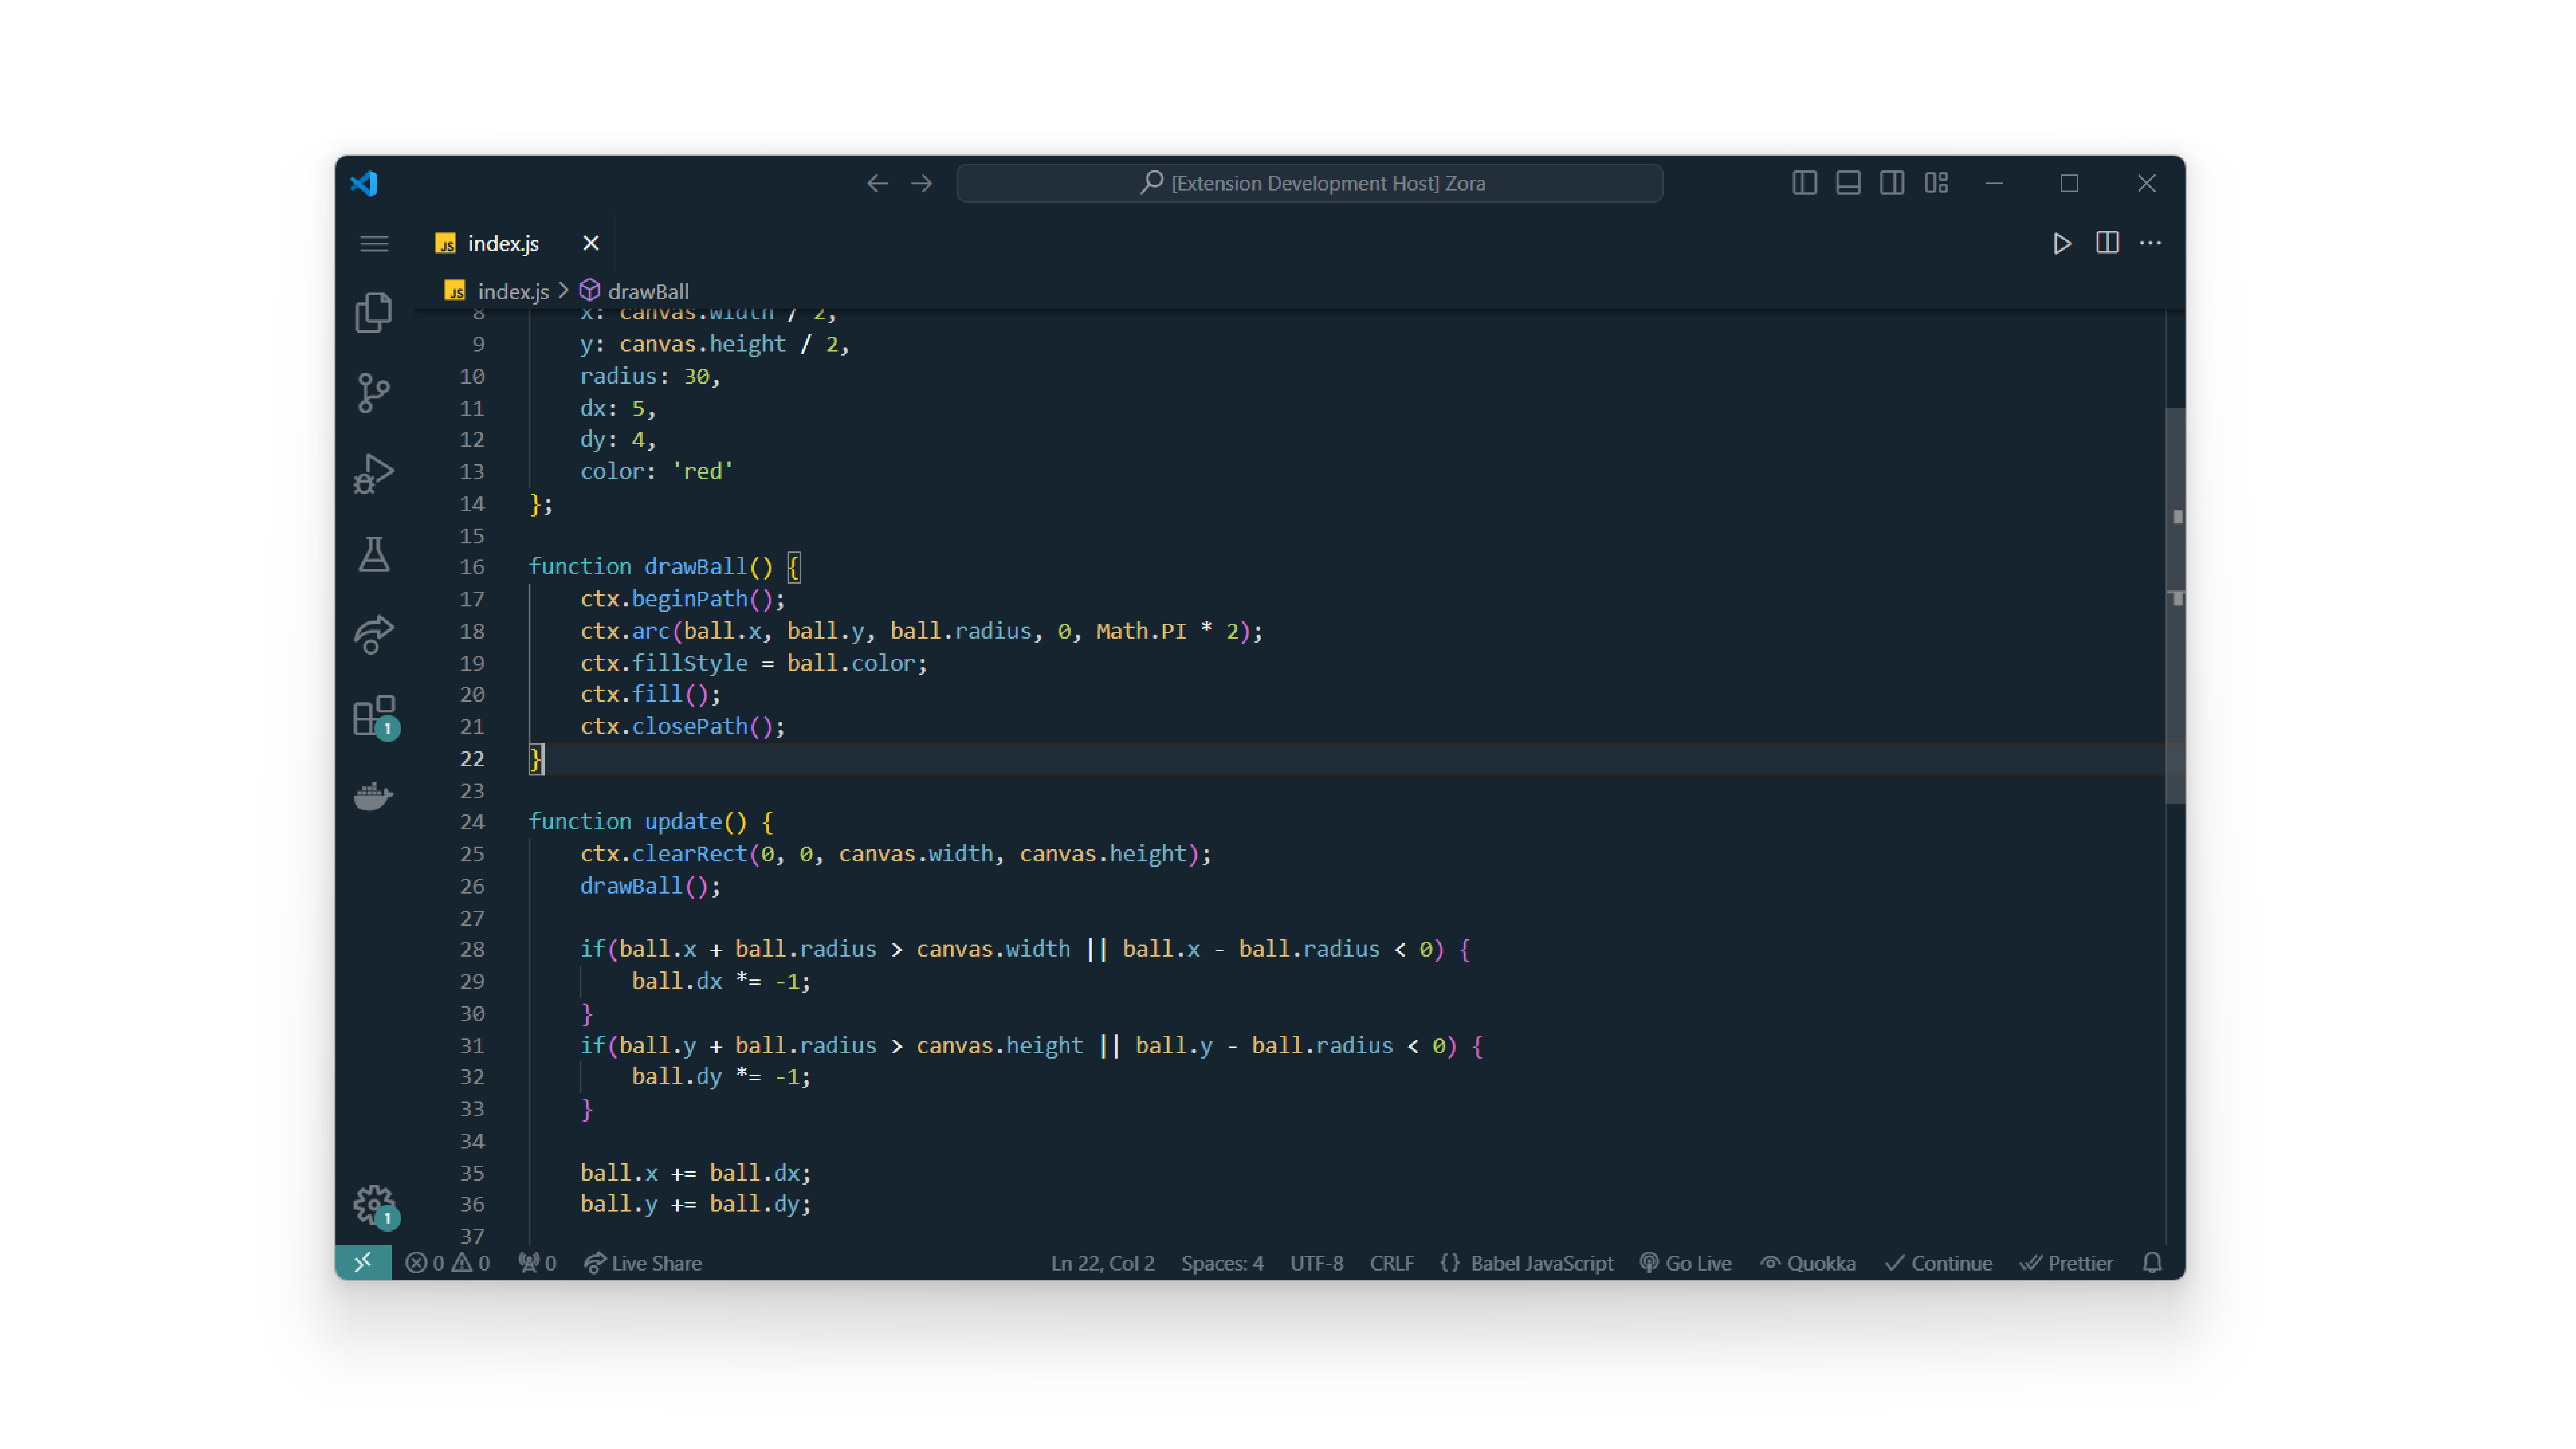 [Extension Development Host] Zora
JS index.js
JS index.js > drawBall
8 x: canvas.width / 2,
9 y: canvas.height / 2,
10 radius: 30,
11 dx: 5,
12 dy: 4,
13 color: 'red'
14 };
15
16 function drawBall() {
17 ctx.beginPath();
18 ctx.arc(ball.x, ball.y, ball.radius, 0, Math.PI * 2);
19 ctx.fillStyle = ball.color;
20 ctx.fill();
21 ctx.closePath();
22 }
23
24 function update() {
25 ctx.clearRect(0, 0, canvas.width, canvas.height);
26 drawBall();
27
28 if(ball.x + ball.radius > canvas.width || ball.x - ball.radius < 0) {
29 ball.dx *= -1;
30 }
31 if(ball.y + ball.radius > canvas.height || ball.y - ball.radius < 0) {
32 ball.dy *= -1;
33 }
34
35 ball.x += ball.dx;
36 ball.y += ball.dy;
37
1
1
0 0 0 Live Share Ln 22, Col 2 Spaces: 4 UTF-8 CRLF {} Babel JavaScript Go Live Quokka Continue Prettier